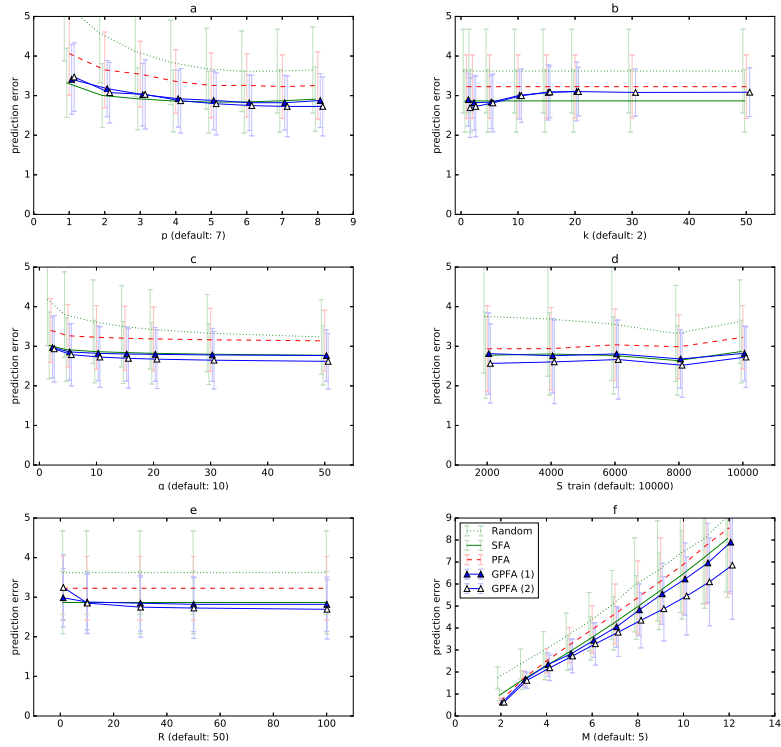 a
prediction error
5
4
3
2
1
0
0 1 2 3 4 5 6 7 8 9
p (default: 7)
b
prediction error
5
4
3
2
1
0
0 10 20 30 40 50
k (default: 2)
c
prediction error
5
4
3
2
1
0
0 10 20 30 40 50
q (default: 10)
d
prediction error
5
4
3
2
1
0
2000 4000 6000 8000 10000
S_train (default: 10000)
e
prediction error
5
4
3
2
1
0
0 20 40 60 80 100
R (default: 50)
f
prediction error
9
8
7
6
5
4
3
2
1
0
Random
SFA
PFA
GPFA (1)
GPFA (2)
0 2 4 6 8 10 12 14
M (default: 5)